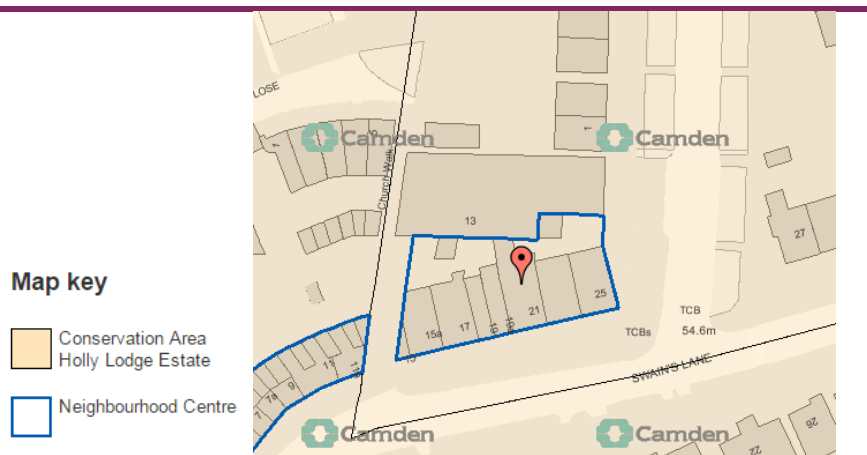 LOSE
Camden
Camden
1
5
1
Church Walk
13
27
Map key
Conservation Area
Holly Lodge Estate
Neighbourhood Centre
15a
17
19
19a
21
25
15
TCB
TCBs
54.6m
SWAIN'S LANE
11
9
7a
7
Camden
Camden
22
26